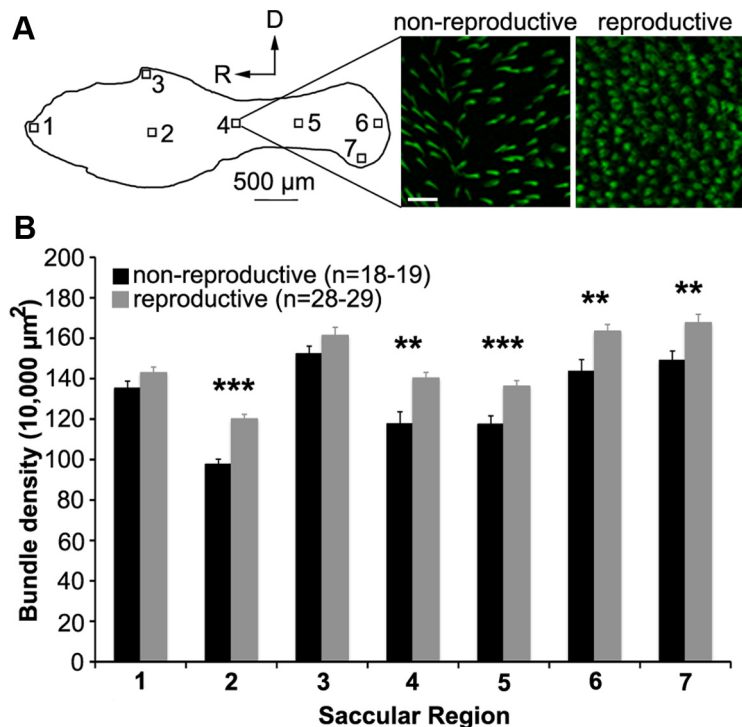 A
D
R
non-reproductive
reproductive
1
2
3
4
5
6
7
500 µm
B
200
180
160
140
120
100
80
60
40
20
0
Bundle density (10,000 µm²)
non-reproductive (n=18-19)
reproductive (n=28-29)
***
**
***
**
**
1 2 3 4 5 6 7
Saccular Region